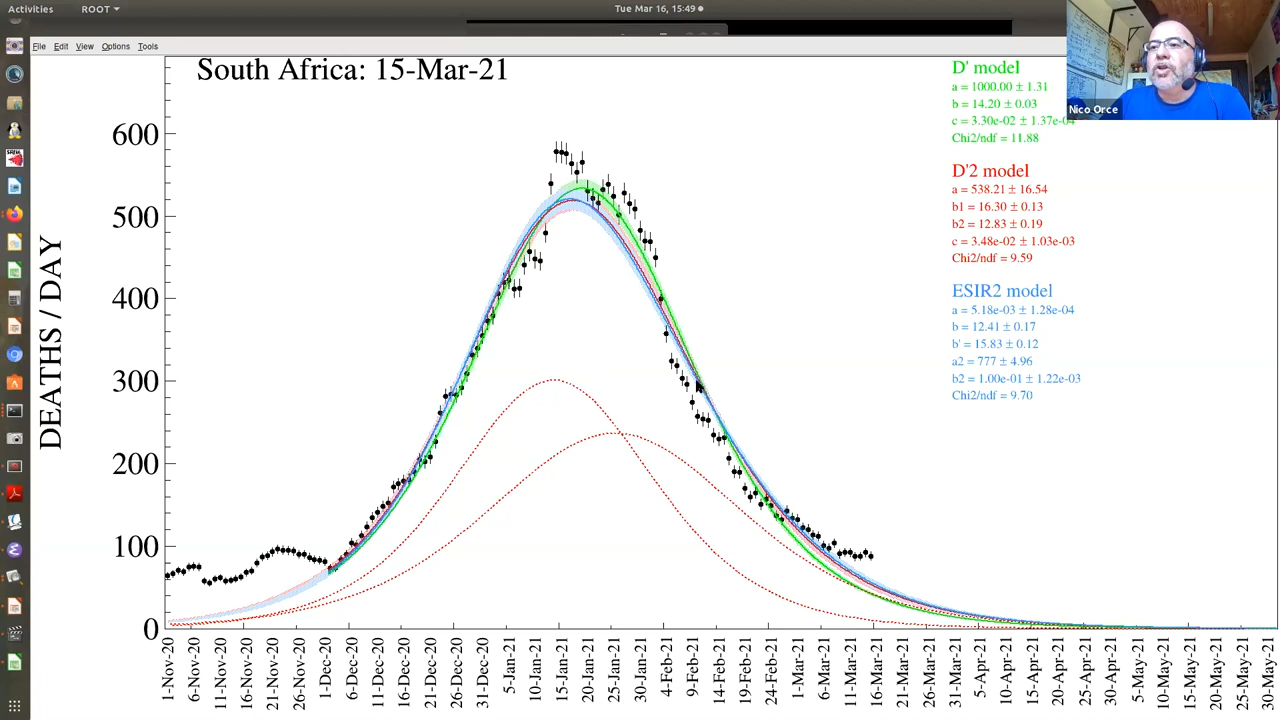 Activities ROOT Tue Mar 16, 15:49
File Edit View Options Tools
South Africa: 15-Mar-21
D' model
a = 1000.00 ± 1.31
b = 14.20 ± 0.03
c = 3.30e-02 ± 1.37e-04
Chi2/ndf = 11.88
Nico Orce
D'2 model
a = 538.21 ± 16.54
b1 = 16.30 ± 0.13
b2 = 12.83 ± 0.19
c = 3.48e-02 ± 1.03e-03
Chi2/ndf = 9.59
ESIR2 model
a = 5.18e-03 ± 1.28e-04
b = 12.41 ± 0.17
b' = 15.83 ± 0.12
a2 = 777 ± 4.96
b2 = 1.00e-01 ± 1.22e-03
Chi2/ndf = 9.70
DEATHS / DAY
600
500
400
300
200
100
0
1-Nov-20 6-Nov-20 11-Nov-20 16-Nov-20 21-Nov-20 26-Nov-20 1-Dec-20 6-Dec-20 11-Dec-20 16-Dec-20 21-Dec-20 26-Dec-20 31-Dec-20 5-Jan-21 10-Jan-21 15-Jan-21 20-Jan-21 25-Jan-21 30-Jan-21 4-Feb-21 9-Feb-21 14-Feb-21 19-Feb-21 24-Feb-21 1-Mar-21 6-Mar-21 11-Mar-21 16-Mar-21 21-Mar-21 26-Mar-21 31-Mar-21 5-Apr-21 10-Apr-21 15-Apr-21 20-Apr-21 25-Apr-21 30-Apr-21 5-May-21 10-May-21 15-May-21 20-May-21 25-May-21 30-May-21